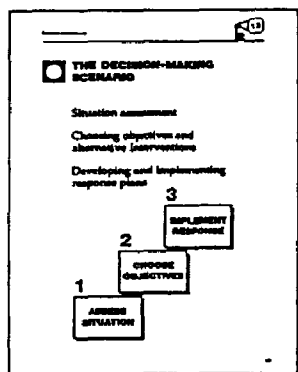 13
THE DECISION-MAKING
SCENARIO
Situation assessment
Choosing objectives and
alternative interventions
Developing and implementing
response plans
3
IMPLEMENT
RESPONSE
2
CHOOSE
OBJECTIVES
1
ASSESS
SITUATION